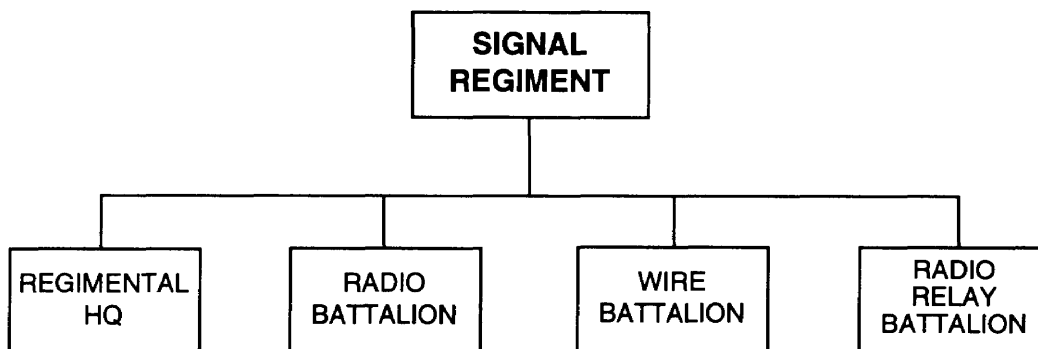 SIGNAL
REGIMENT
REGIMENTAL
HQ
RADIO
BATTALION
WIRE
BATTALION
RADIO
RELAY
BATTALION